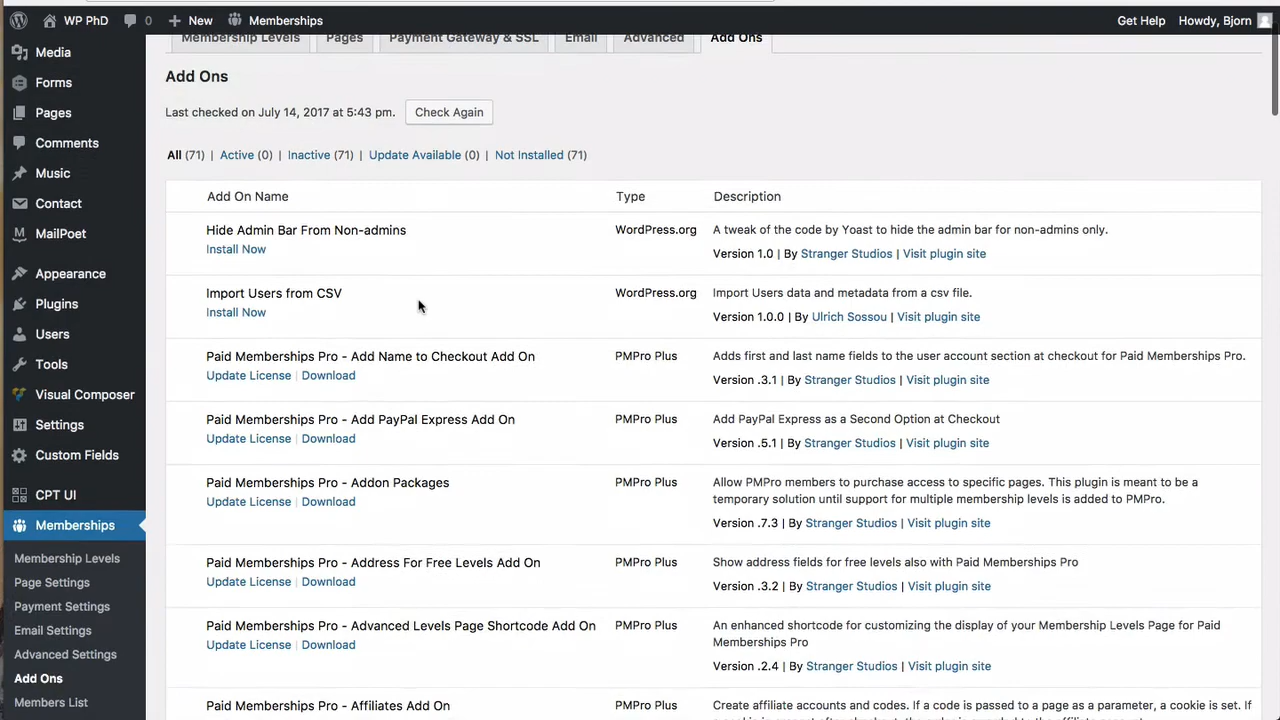 WP PhD 0 New Memberships Get Help Howdy, Bjorn
Media
Forms
Pages
Comments
Music
Contact
MailPoet
Appearance
Plugins
Users
Tools
Visual Composer
Settings
Custom Fields
CPT UI
Memberships
Membership Levels
Page Settings
Payment Settings
Email Settings
Advanced Settings
Add Ons
Members List
Membership Levels Pages Payment Gateway & SSL Email Advanced Add Ons
Add Ons
Last checked on July 14, 2017 at 5:43 pm. Check Again
All (71) | Active (0) | Inactive (71) | Update Available (0) | Not Installed (71)
Add On Name Type Description
Hide Admin Bar From Non-admins WordPress.org A tweak of the code by Yoast to hide the admin bar for non-admins only.
Install Now Version 1.0 | By Stranger Studios | Visit plugin site
Import Users from CSV WordPress.org Import Users data and metadata from a csv file.
Install Now Version 1.0.0 | By Ulrich Sossou | Visit plugin site
Paid Memberships Pro - Add Name to Checkout Add On PMPro Plus Adds first and last name fields to the user account section at checkout for Paid Memberships Pro.
Update License | Download Version .3.1 | By Stranger Studios | Visit plugin site
Paid Memberships Pro - Add PayPal Express Add On PMPro Plus Add PayPal Express as a Second Option at Checkout
Update License | Download Version .5.1 | By Stranger Studios | Visit plugin site
Paid Memberships Pro - Addon Packages PMPro Plus Allow PMPro members to purchase access to specific pages. This plugin is meant to be a
Update License | Download temporary solution until support for multiple membership levels is added to PMPro.
Version .7.3 | By Stranger Studios | Visit plugin site
Paid Memberships Pro - Address For Free Levels Add On PMPro Plus Show address fields for free levels also with Paid Memberships Pro
Update License | Download Version .3.2 | By Stranger Studios | Visit plugin site
Paid Memberships Pro - Advanced Levels Page Shortcode Add On PMPro Plus An enhanced shortcode for customizing the display of your Membership Levels Page for Paid
Update License | Download Memberships Pro
Version .2.4 | By Stranger Studios | Visit plugin site
Paid Memberships Pro - Affiliates Add On PMPro Plus Create affiliate accounts and codes. If a code is passed to a page as a parameter, a cookie is set. If